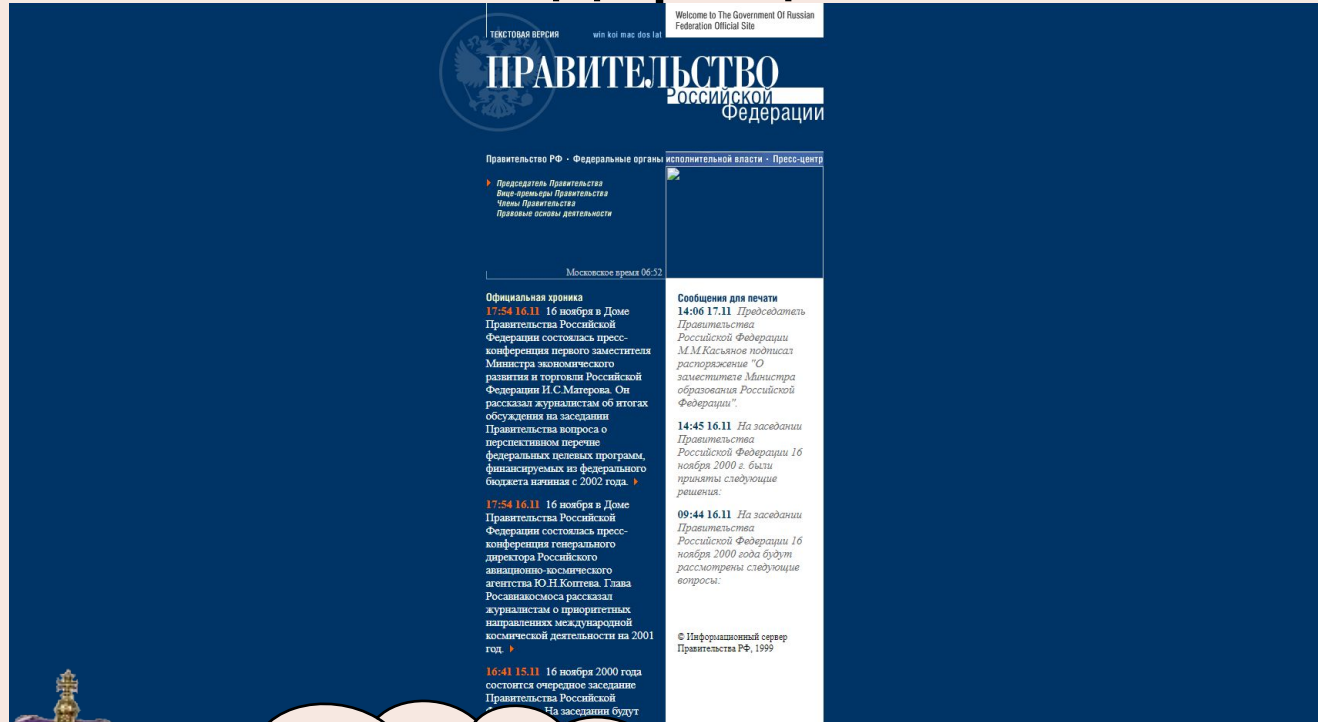 Welcome to The Government Of Russian
Federation Official Site
ТЕКСТОВАЯ ВЕРСИЯ
win koi mac dos lat
ПРАВИТЕЛЬСТВО
Российской
Федерации
Правительство РФ · Федеральные органы исполнительной власти · Пресс-центр
Председатель Правительства
Вице-премьеры Правительства
Члены Правительства
Правовые основы деятельности
Московское время 06:52
Официальная хроника
17:54 16.11 16 ноября в Доме
Правительства Российской
Федерации состоялась пресс-
конференция первого заместителя
Министра экономического
развития и торговли Российской
Федерации И.С.Матерова. Он
рассказал журналистам об итогах
обсуждения на заседании
Правительства вопроса о
перспективном перечне
федеральных целевых программ,
финансируемых из федерального
бюджета начиная с 2002 года.
17:54 16.11 16 ноября в Доме
Правительства Российской
Федерации состоялась пресс-
конференция генерального
директора Российского
авиационно-космического
агентства Ю.Н.Коптева. Глава
Росавиакосмоса рассказал
журналистам о приоритетных
направлениях международной
космической деятельности на 2001
год.
16:41 15.11 16 ноября 2000 года
состоится очередное заседание
Правительства Российской
На заседании будут
Сообщения для печати
14:06 17.11 Председатель
Правительства
Российской Федерации
М.М.Касьянов подписал
распоряжение "О
заместителе Министра
образования Российской
Федерации".
14:45 16.11 На заседании
Правительства
Российской Федерации 16
ноября 2000 г. были
приняты следующие
решения:
09:44 16.11 На заседании
Правительства
Российской Федерации 16
ноября 2000 года будут
рассмотрены следующие
вопросы:
© Информационный сервер
Правительства РФ, 1999